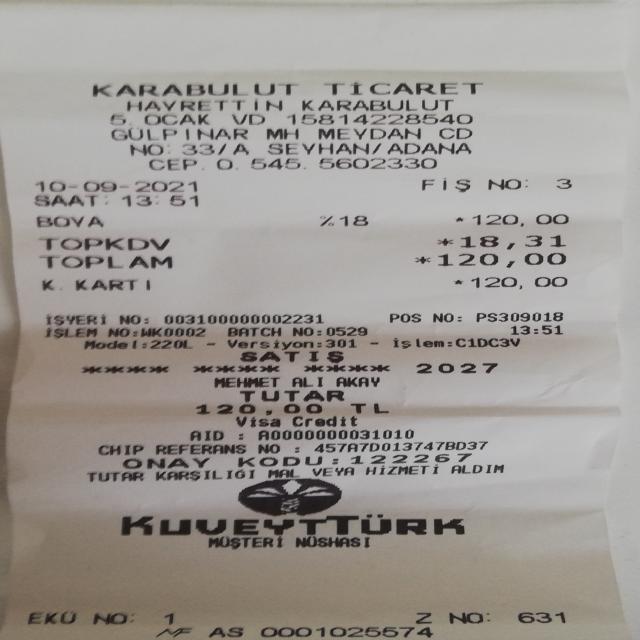 KARABULUT TİCARET
HAYRETTİN KARABULUT
5. OCAK VD 15814228540
GÜLPINAR MH MEYDAN CD
NO: 33/A SEYHAN/ADANA
CEP. 0. 545. 5602330
10-09-2021 FİŞ NO: 3
SAAT: 13:51
BOYA %18 *120,00
TOPKDV *18,31
TOPLAM *120,00
K. KARTI *120,00
İŞYERİ NO: 003100000002231 POS NO: PS309018
İŞLEM NO:WK0002 BATCH NO:0529 13:51
Model:220L - Versiyon:301 - İşlem:C1DC3V
SATIŞ
**** **** **** 2027
MEHMET ALI AKAY
TUTAR
120,00 TL
Visa Credit
AID : A0000000031010
CHIP REFERANS NO : 457A7D013747BD37
ONAY KODU:122267
TUTAR KARŞILIĞI MAL VEYA HİZMETİ ALDIM
KUVEYTTÜRK
MÜŞTERİ NÜSHASI
EKÜ NO: 1 Z NO: 631
MF AS 0001025574